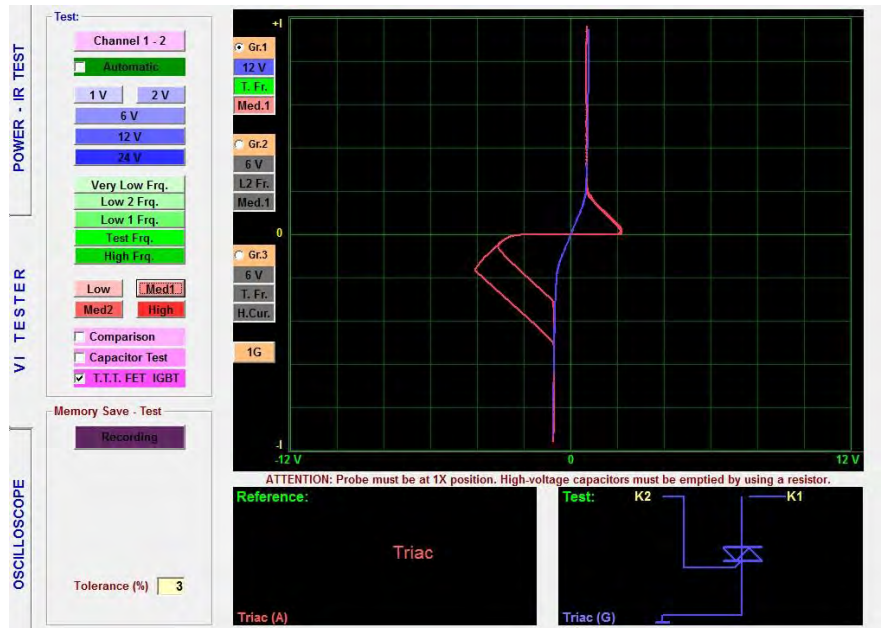 POWER - IR TEST
VI TESTER
OSCILLOSCOPE
Test:
Channel 1 - 2
Automatic
1 V
2 V
6 V
12 V
24 V
Very Low Frq.
Low 2 Frq.
Low 1 Frq.
Test Frq.
High Frq.
Low
Med1
Med2
High
Comparison
Capacitor Test
T.T.T. FET IGBT
Memory Save - Test
Recording
Tolerance (%) 3
Gr.1
12 V
T. Fr.
Med.1
Gr.2
6 V
L2 Fr.
Med.1
Gr.3
6 V
T. Fr.
H.Cur.
1G
+I
0
-I
-12 V
0
12 V
ATTENTION: Probe must be at 1X position. High-voltage capacitors must be emptied by using a resistor.
Reference:
Triac
Triac (A)
Test:
K2
K1
Triac (G)